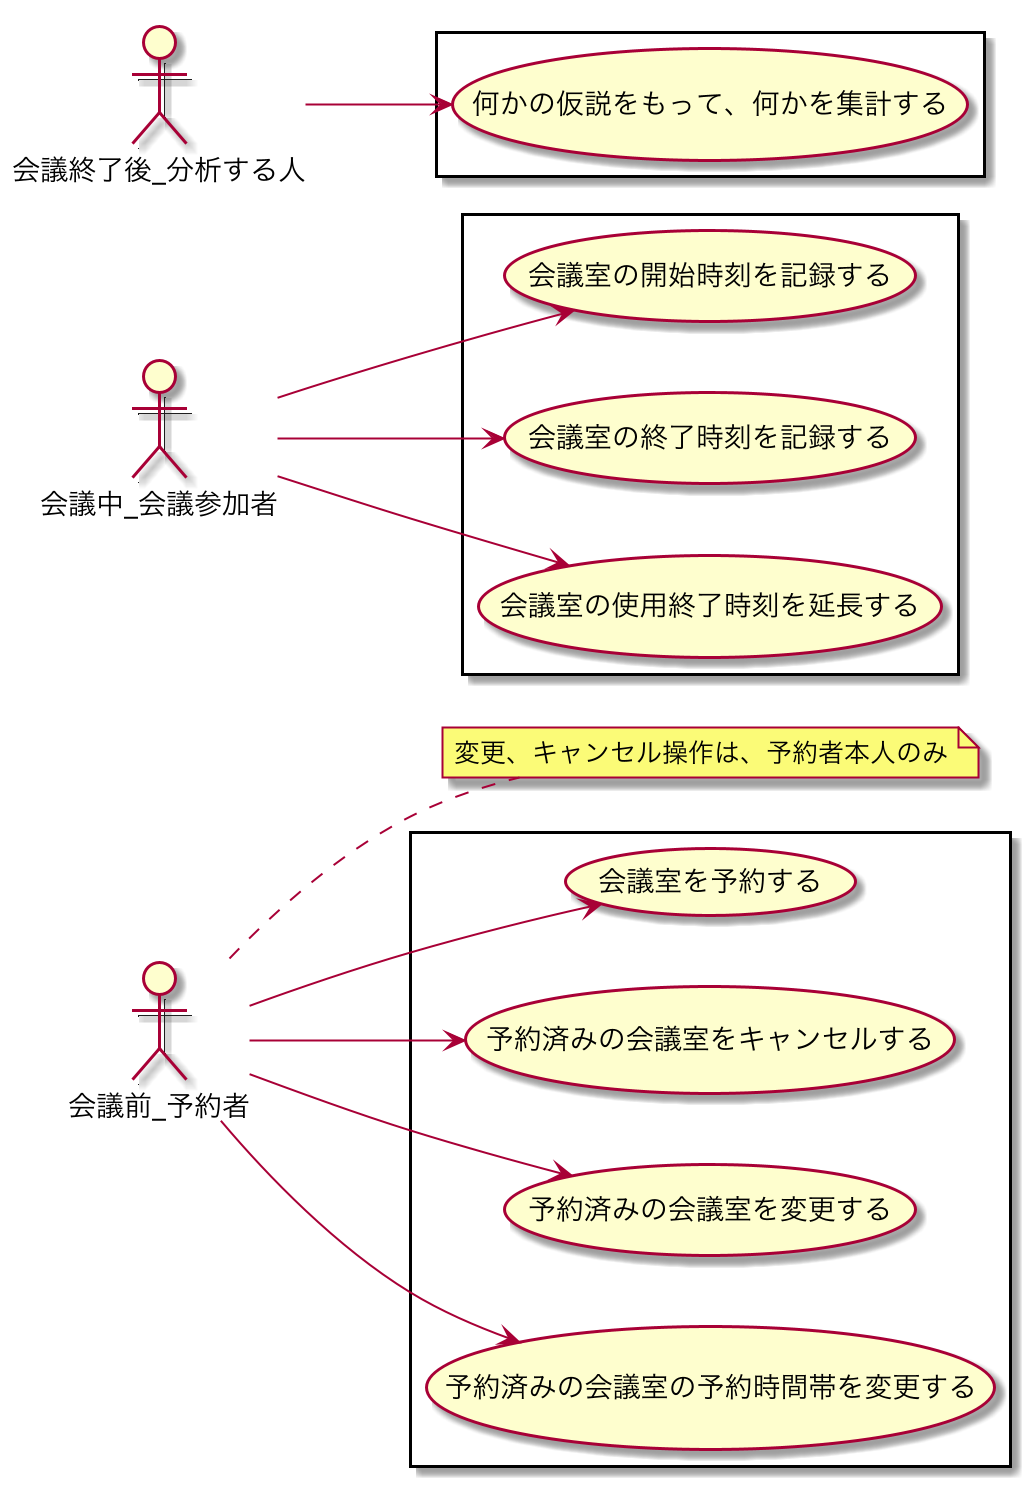 会議終了後_分析する人
何かの仮説をもって、何かを集計する
会議中_会議参加者
会議室の開始時刻を記録する
会議室の終了時刻を記録する
会議室の使用終了時刻を延長する
変更、キャンセル操作は、予約者本人のみ
会議前_予約者
会議室を予約する
予約済みの会議室をキャンセルする
予約済みの会議室を変更する
予約済みの会議室の予約時間帯を変更する